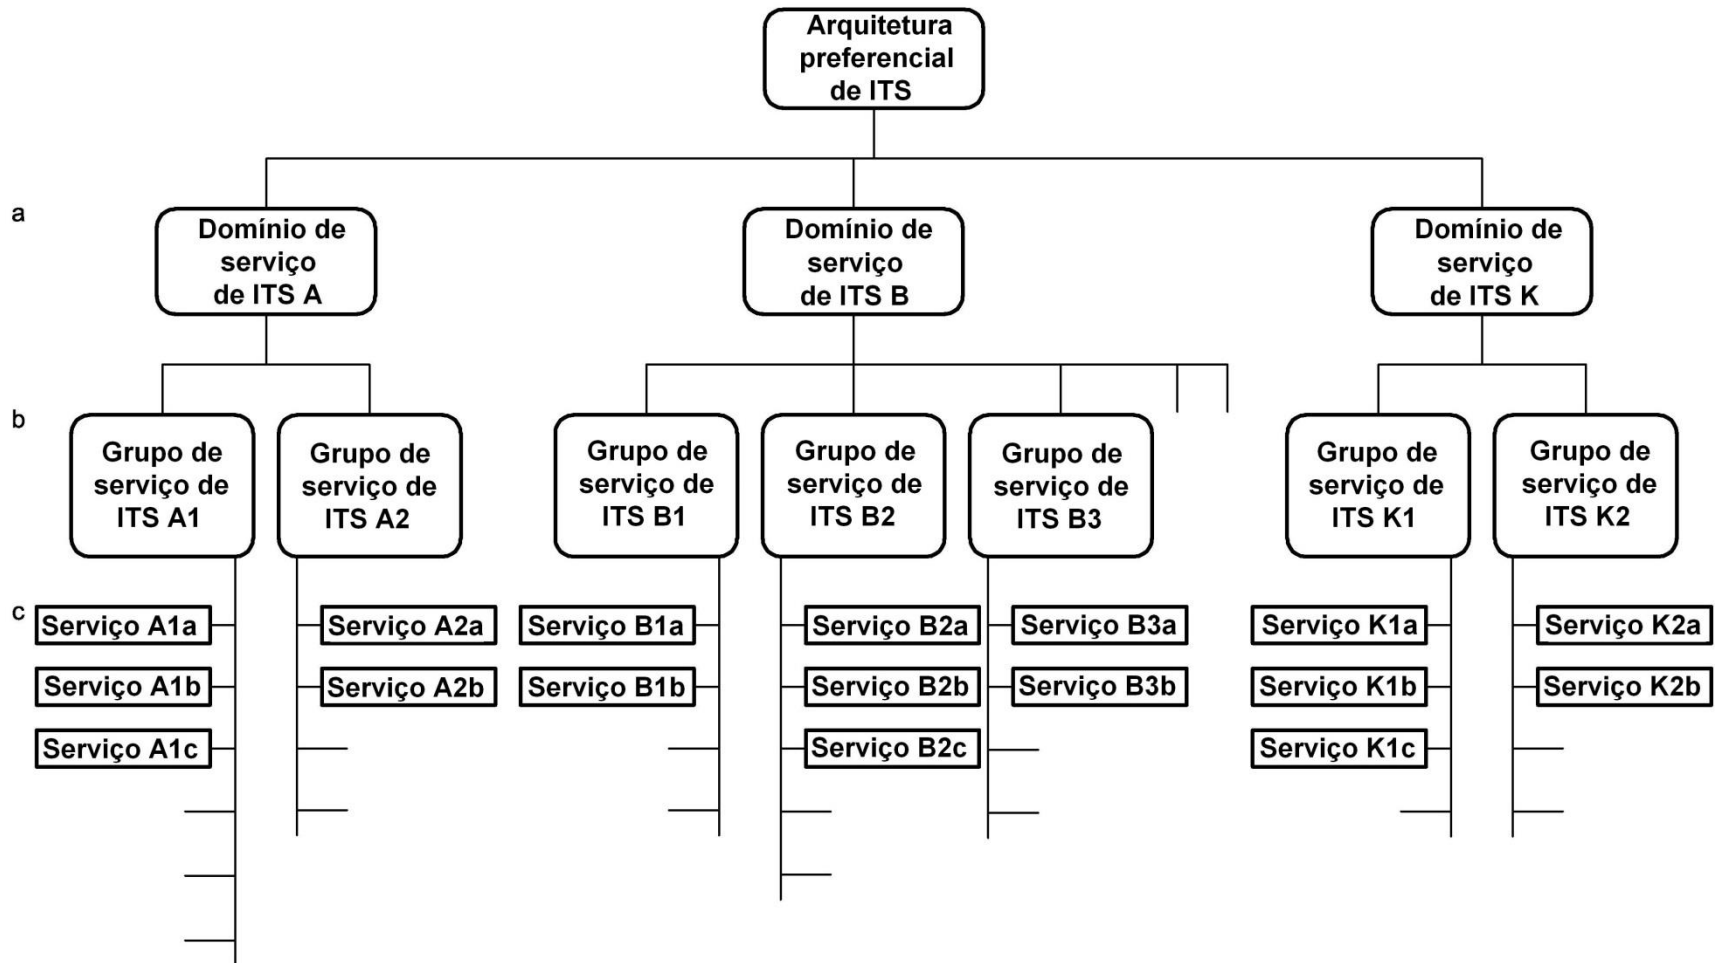 Arquitetura
preferencial
de ITS
a
Domínio de
serviço
de ITS A
Domínio de
serviço
de ITS B
Domínio de
serviço
de ITS K
b
Grupo de
serviço de
ITS A1
Grupo de
serviço de
ITS A2
Grupo de
serviço de
ITS B1
Grupo de
serviço de
ITS B2
Grupo de
serviço de
ITS B3
Grupo de
serviço de
ITS K1
Grupo de
serviço de
ITS K2
c
Serviço A1a
Serviço A1b
Serviço A1c
Serviço A2a
Serviço A2b
Serviço B1a
Serviço B1b
Serviço B2a
Serviço B2b
Serviço B2c
Serviço B3a
Serviço B3b
Serviço K1a
Serviço K1b
Serviço K1c
Serviço K2a
Serviço K2b